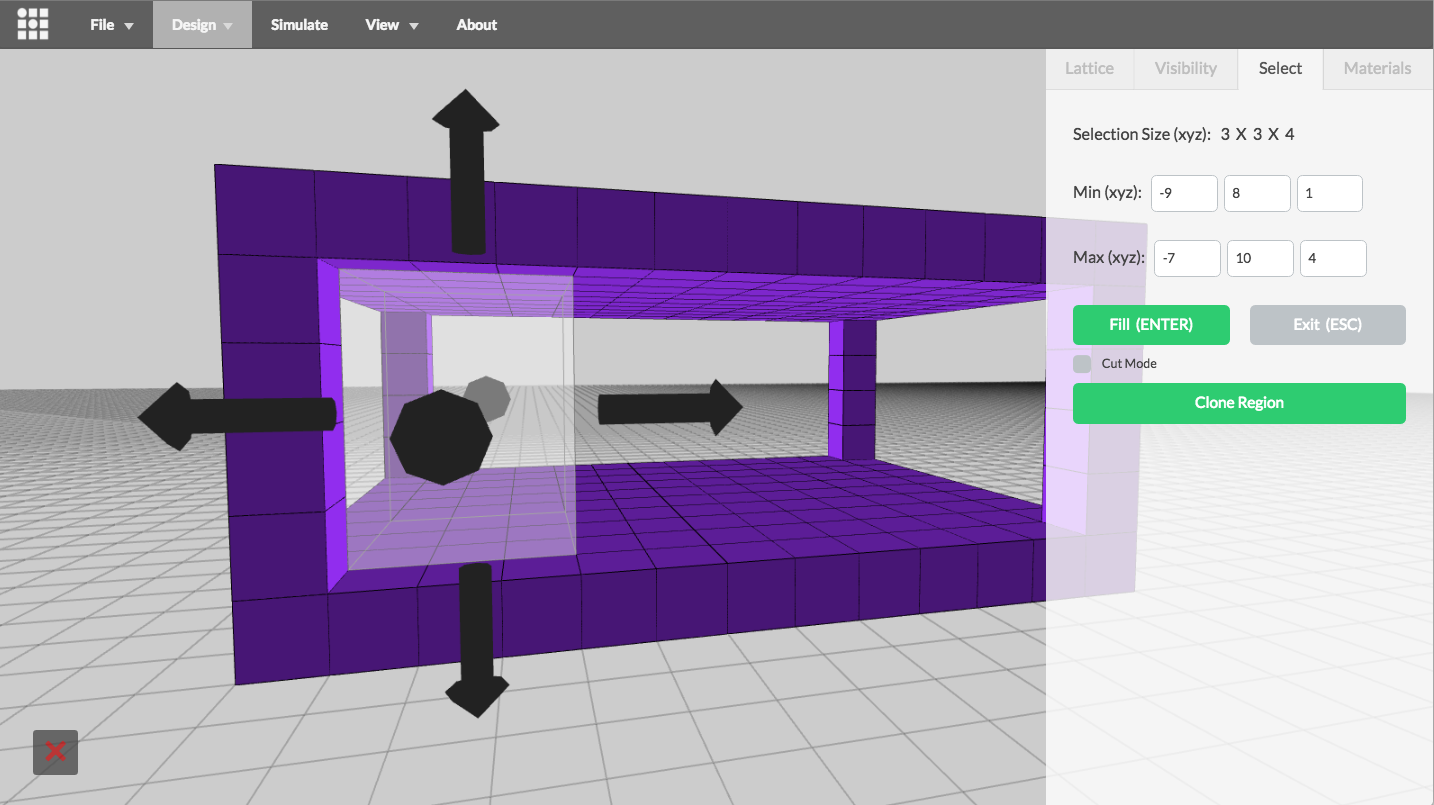 File Design Simulate View About
Lattice Visibility Select Materials
Selection Size (xyz): 3 X 3 X 4
Min (xyz): -9 8 1
Max (xyz): -7 10 4
Fill (ENTER) Exit (ESC)
Cut Mode
Clone Region